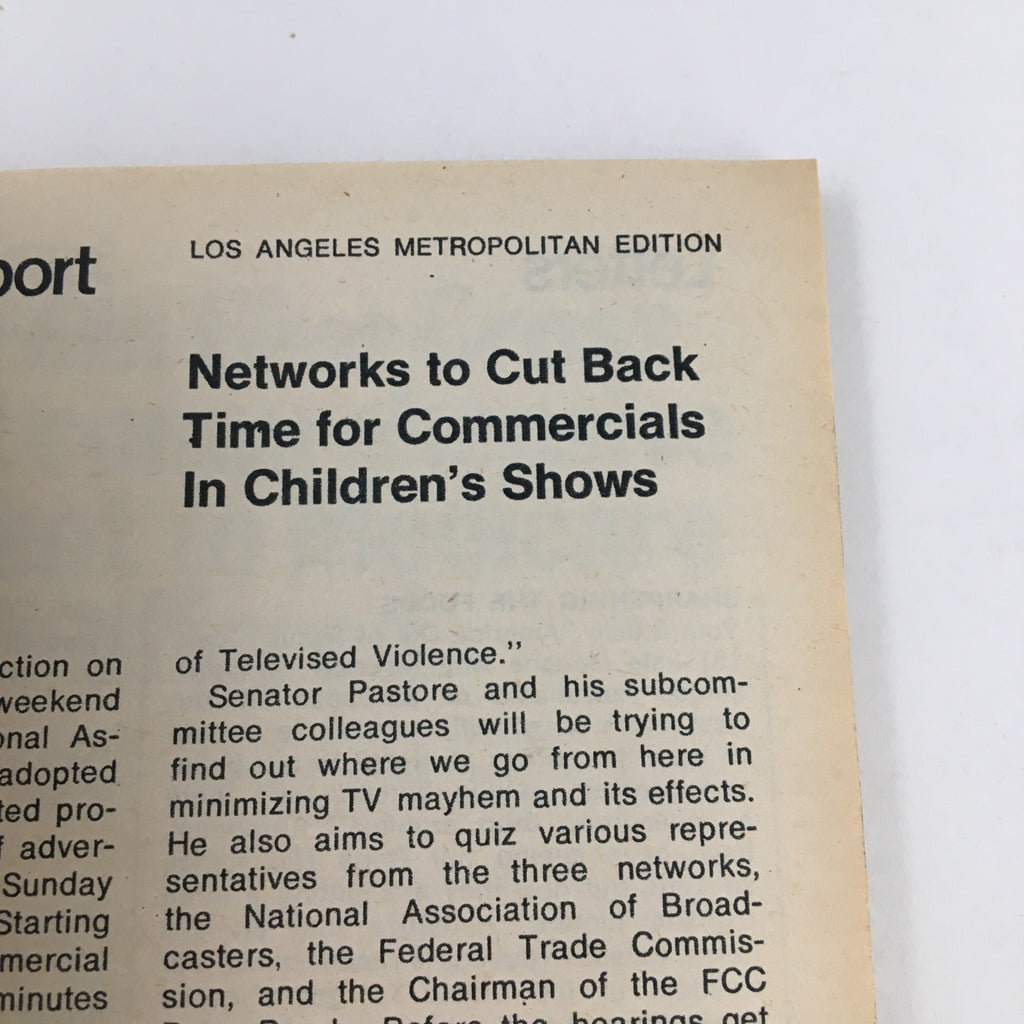 LOS ANGELES METROPOLITAN EDITION
Networks to Cut Back
Time for Commercials
In Children's Shows
ction on
weekend
onal As-
adopted
ted pro-
adver-
Sunday
Starting
mercial
minutes
of Televised Violence."
Senator Pastore and his subcom-
mittee colleagues will be trying to
find out where we go from here in
minimizing TV mayhem and its effects.
He also aims to quiz various repre-
sentatives from the three networks,
the National Association of Broad-
casters, the Federal Trade Commis-
sion, and the Chairman of the FCC
the hearings get